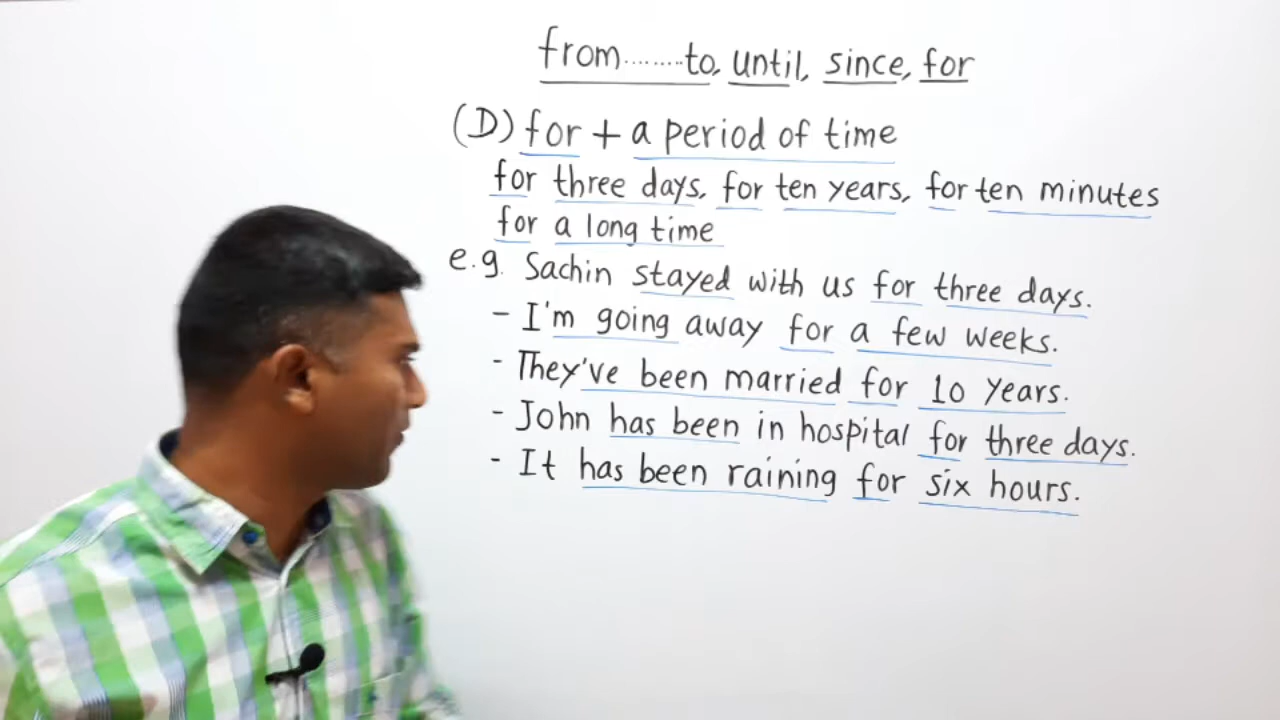 from........to, until, since, for
(D) for + a period of time
for three days, for ten years, for ten minutes
for a long time
e.g. Sachin stayed with us for three days.
- I'm going away for a few weeks.
- They've been married for 10 years.
- John has been in hospital for three days.
- It has been raining for six hours.